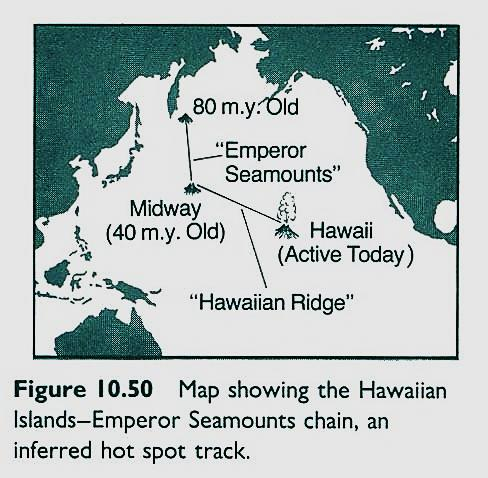 80 m.y. Old
“Emperor
Seamounts”
Midway
(40 m.y. Old)
Hawaii
(Active Today)
“Hawaiian Ridge”
Figure 10.50 Map showing the Hawaiian
Islands–Emperor Seamounts chain, an
inferred hot spot track.